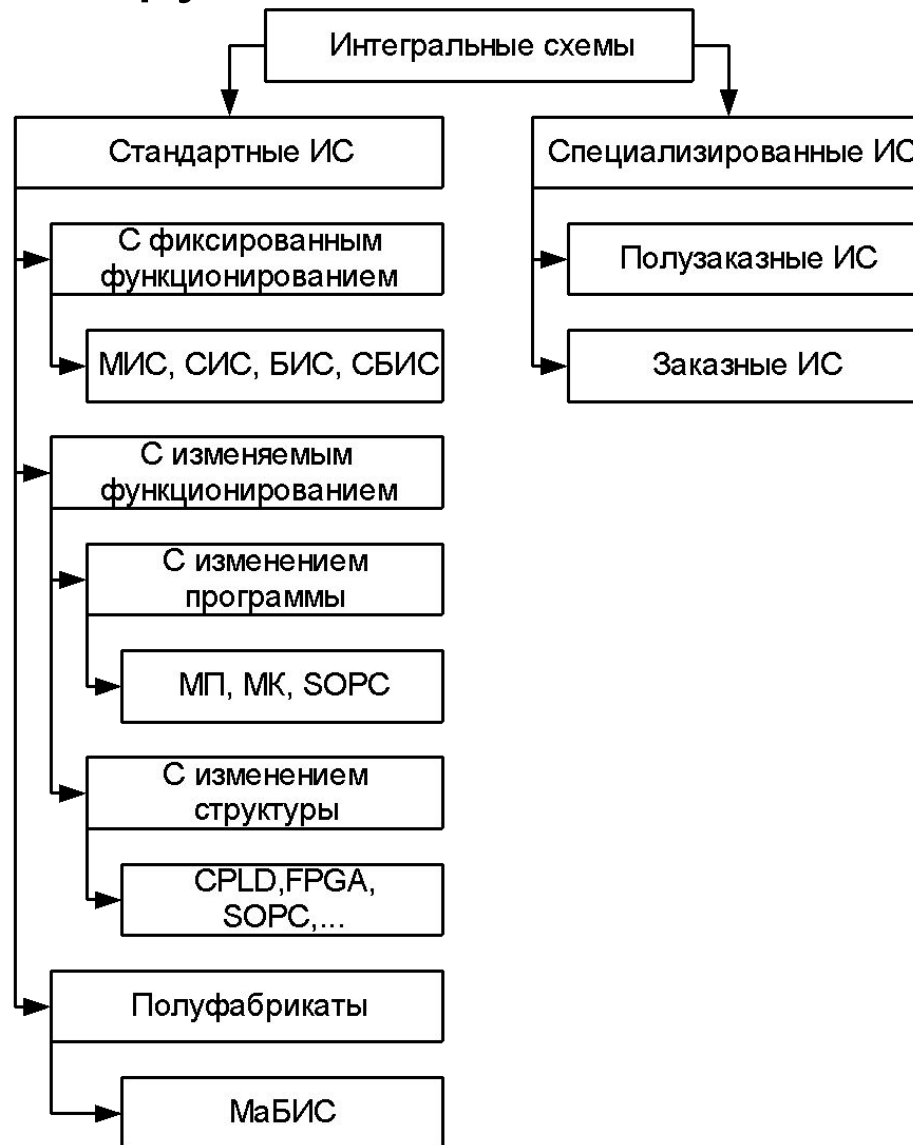 Интегральные схемы
Стандартные ИС
Специализированные ИС
С фиксированным
функционированием
Полузаказные ИС
МИС, СИС, БИС, СБИС
Заказные ИС
С изменяемым
функционированием
С изменением
программы
МП, МК, SOPC
С изменением
структуры
CPLD,FPGA,
SOPC,...
Полуфабрикаты
МаБИС